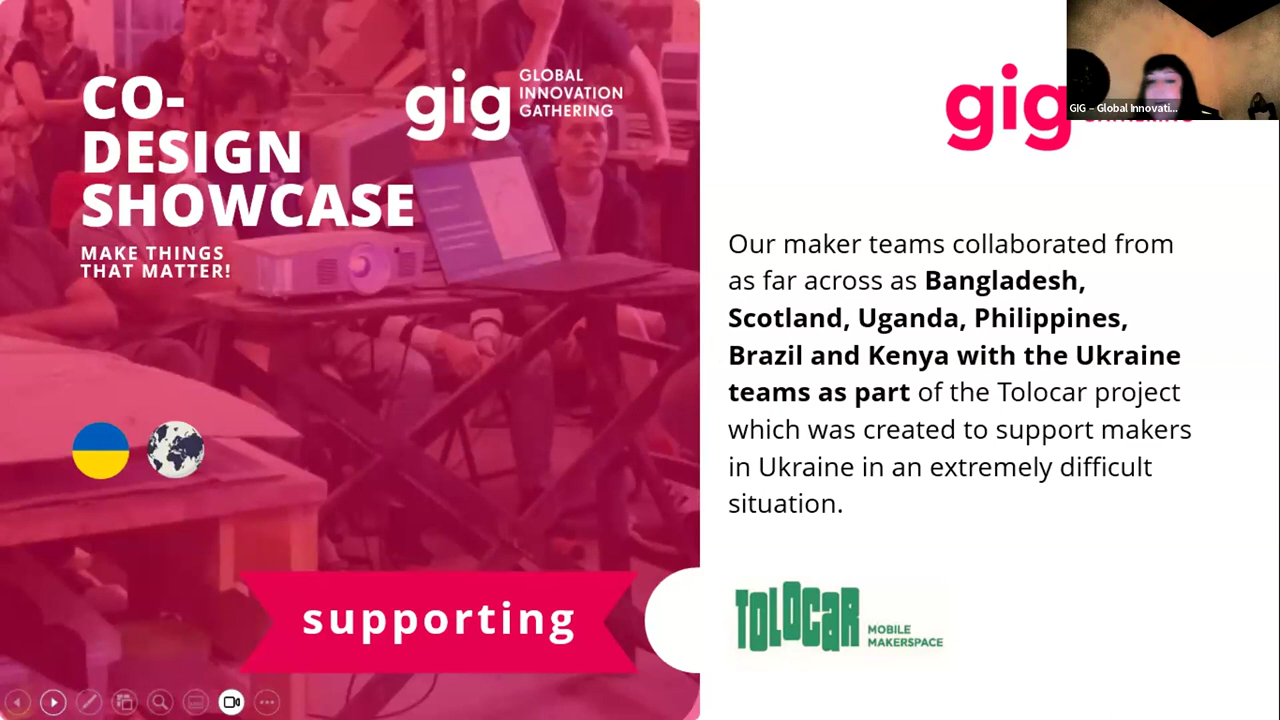 CO-
DESIGN
SHOWCASE
MAKE THINGS
THAT MATTER!
gig GLOBAL
INNOVATION
GATHERING
supporting
gig
GIG – Global Innovati...
Our maker teams collaborated from
as far across as Bangladesh,
Scotland, Uganda, Philippines,
Brazil and Kenya with the Ukraine
teams as part of the Tolocar project
which was created to support makers
in Ukraine in an extremely difficult
situation.
TOLOCAR
MOBILE
MAKERSPACE